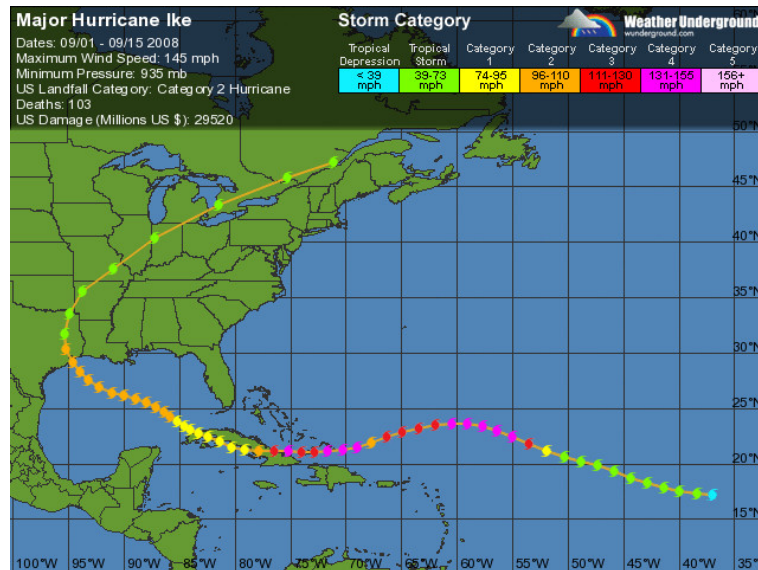 Major Hurricane Ike
Dates: 09/01 - 09/15 2008
Maximum Wind Speed: 145 mph
Minimum Pressure: 935 mb
US Landfall Category: Category 2 Hurricane
Deaths: 103
US Damage (Millions US $): 29520
Storm Category
Weather Underground
wunderground.com
Tropical Depression
< 39 mph
Tropical Storm
39-73 mph
Category 1
74-95 mph
Category 2
96-110 mph
Category 3
111-130 mph
Category 4
131-155 mph
Category 5
156+ mph
50°N
45°N
40°N
35°N
30°N
25°N
20°N
15°N
100°W 95°W 90°W 85°W 80°W 75°W 70°W 65°W 60°W 55°W 50°W 45°W 40°W 35°W